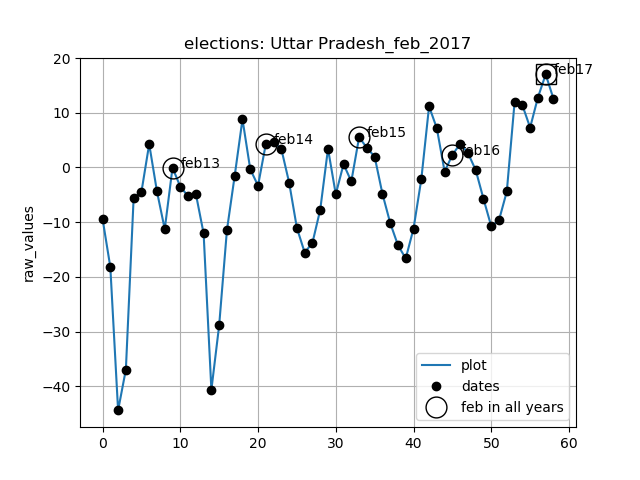 elections: Uttar Pradesh_feb_2017
raw_values
20
10
0
−10
−20
−30
−40
feb13
feb14
feb15
feb16
feb17
plot
dates
feb in all years
0 10 20 30 40 50 60